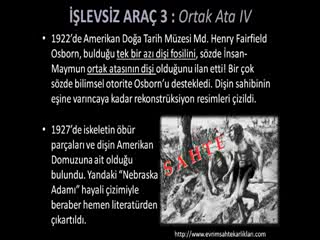 İŞLEVSİZ ARAÇ 3 : Ortak Ata IV
• 1922'de Amerikan Doğa Tarih Müzesi Md. Henry Fairfield
Osborn, bulduğu tek bir azı dişi fosilini, sözde İnsan-
Maymun ortak atasının dişi olduğunu ilan etti! Bir çok
sözde bilimsel otorite Osborn'u destekledi. Dişin sahibinin
eşine varıncaya kadar rekonstrüksiyon resimleri çizildi.
• 1927'de iskeletin öbür
parçaları ve dişin Amerikan
Domuzuna ait olduğu
bulundu. Yandaki "Nebraska
Adamı" hayali çizimiyle
beraber hemen literatürden
çıkartıldı.
SAHTE
http://www.evrimsahtekarliklari.com